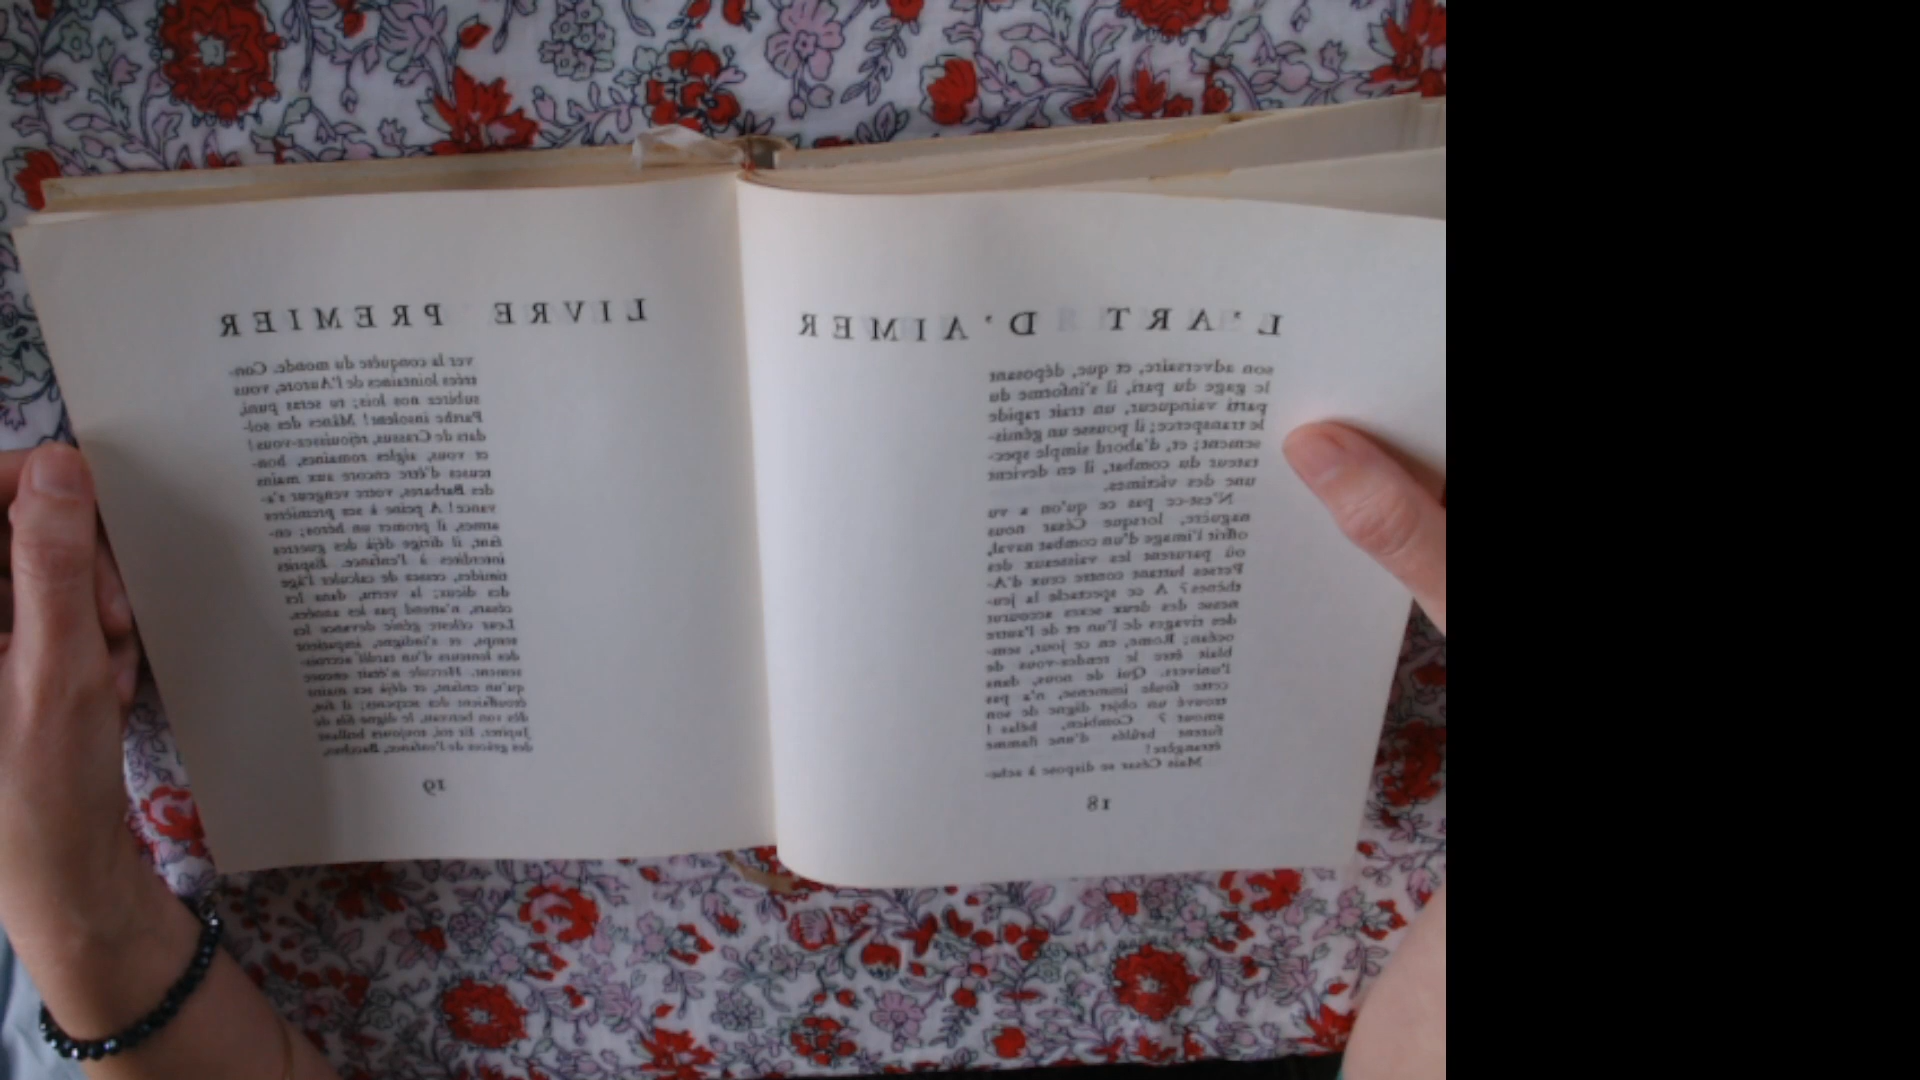 L'ART D'AIMER
son adversaire, et que, déposant
le gage du pari, il s'informe du
parti vainqueur, un trait rapide
le transperce; il pousse un gémis-
sement; et, d'abord simple spec-
tateur du combat, il en devient
une des victimes.
N'est-ce pas ce qu'on a vu
naguère, lorsque César nous
offrit l'image d'un combat naval,
où parurent les vaisseaux des
Perses luttant contre ceux d'A-
thènes? A ce spectacle la jeu-
nesse des deux sexes accourut
des rivages de l'un et de l'autre
océan; Rome, en ce jour, sem-
blait être le rendez-vous de
l'univers. Qui de nous, dans
cette foule immense, n'a pas
trouvé un objet digne de son
amour ? Combien, hélas !
furent brûlés d'une flamme
étrangère!
Mais César se dispose à ache-
18
LIVRE PREMIER
ver la conquête du monde. Con-
trées lointaines de l'Aurore, vous
subirez nos lois; tu seras puni,
Parthe insolent! Mânes des sol-
dats de Crassus, réjouissez-vous!
et vous, aigles romaines, hon-
teuses d'être encore aux mains
des Barbares, votre vengeur s'a-
vance! A peine à ses premières
armes, il promet un héros; en-
fant, il dirige déjà des guerres
interdites à l'enfance. Esprits
timides, cessez de calculer l'âge
des dieux; la vertu, dans les
césars, n'attend pas les années.
Leur céleste génie devance les
temps, et s'indigne, impatient
des lenteurs d'un tardif accrois-
sement. Hercule n'était encore
qu'un enfant, et déjà ses mains
étouffaient des serpents; il fut,
dès son berceau, le digne fils de
Jupiter. Et toi, toujours brillant
des grâces de l'enfance, Bacchus,
19